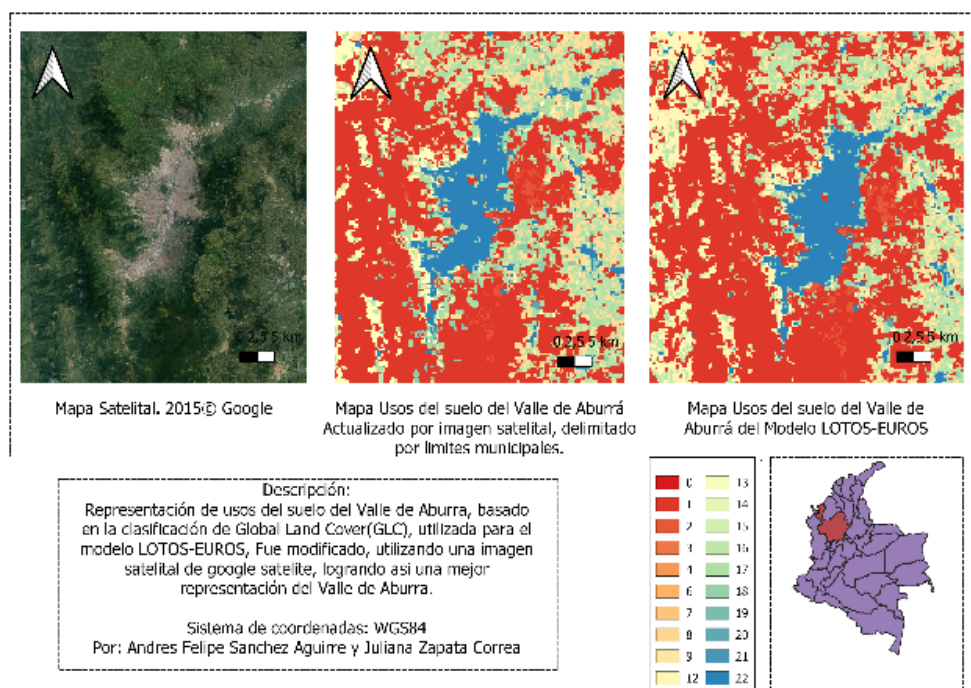 0 2,5 5 km
0 2,5 5 km
0 2,5 5 km
Mapa Satelital. 2015© Google
Mapa Usos del suelo del Valle de Aburrá
Actualizado por imagen satelital, delimitado
por limites municipales.
Mapa Usos del suelo del Valle de
Aburrá del Modelo LOTOS-EUROS
Descripción:
Representación de usos del suelo del Valle de Aburra, basado
en la clasificación de Global Land Cover(GLC), utilizada para el
modelo LOTOS-EUROS, Fue modificado, utilizando una imagen
satelital de google satelite, logrando asi una mejor
representación del Valle de Aburra.
Sistema de coordenadas: WGS84
Por: Andres Felipe Sanchez Aguirre y Juliana Zapata Correa
0 13
1 14
2 15
3 16
4 17
6 18
7 19
8 20
9 21
12 22